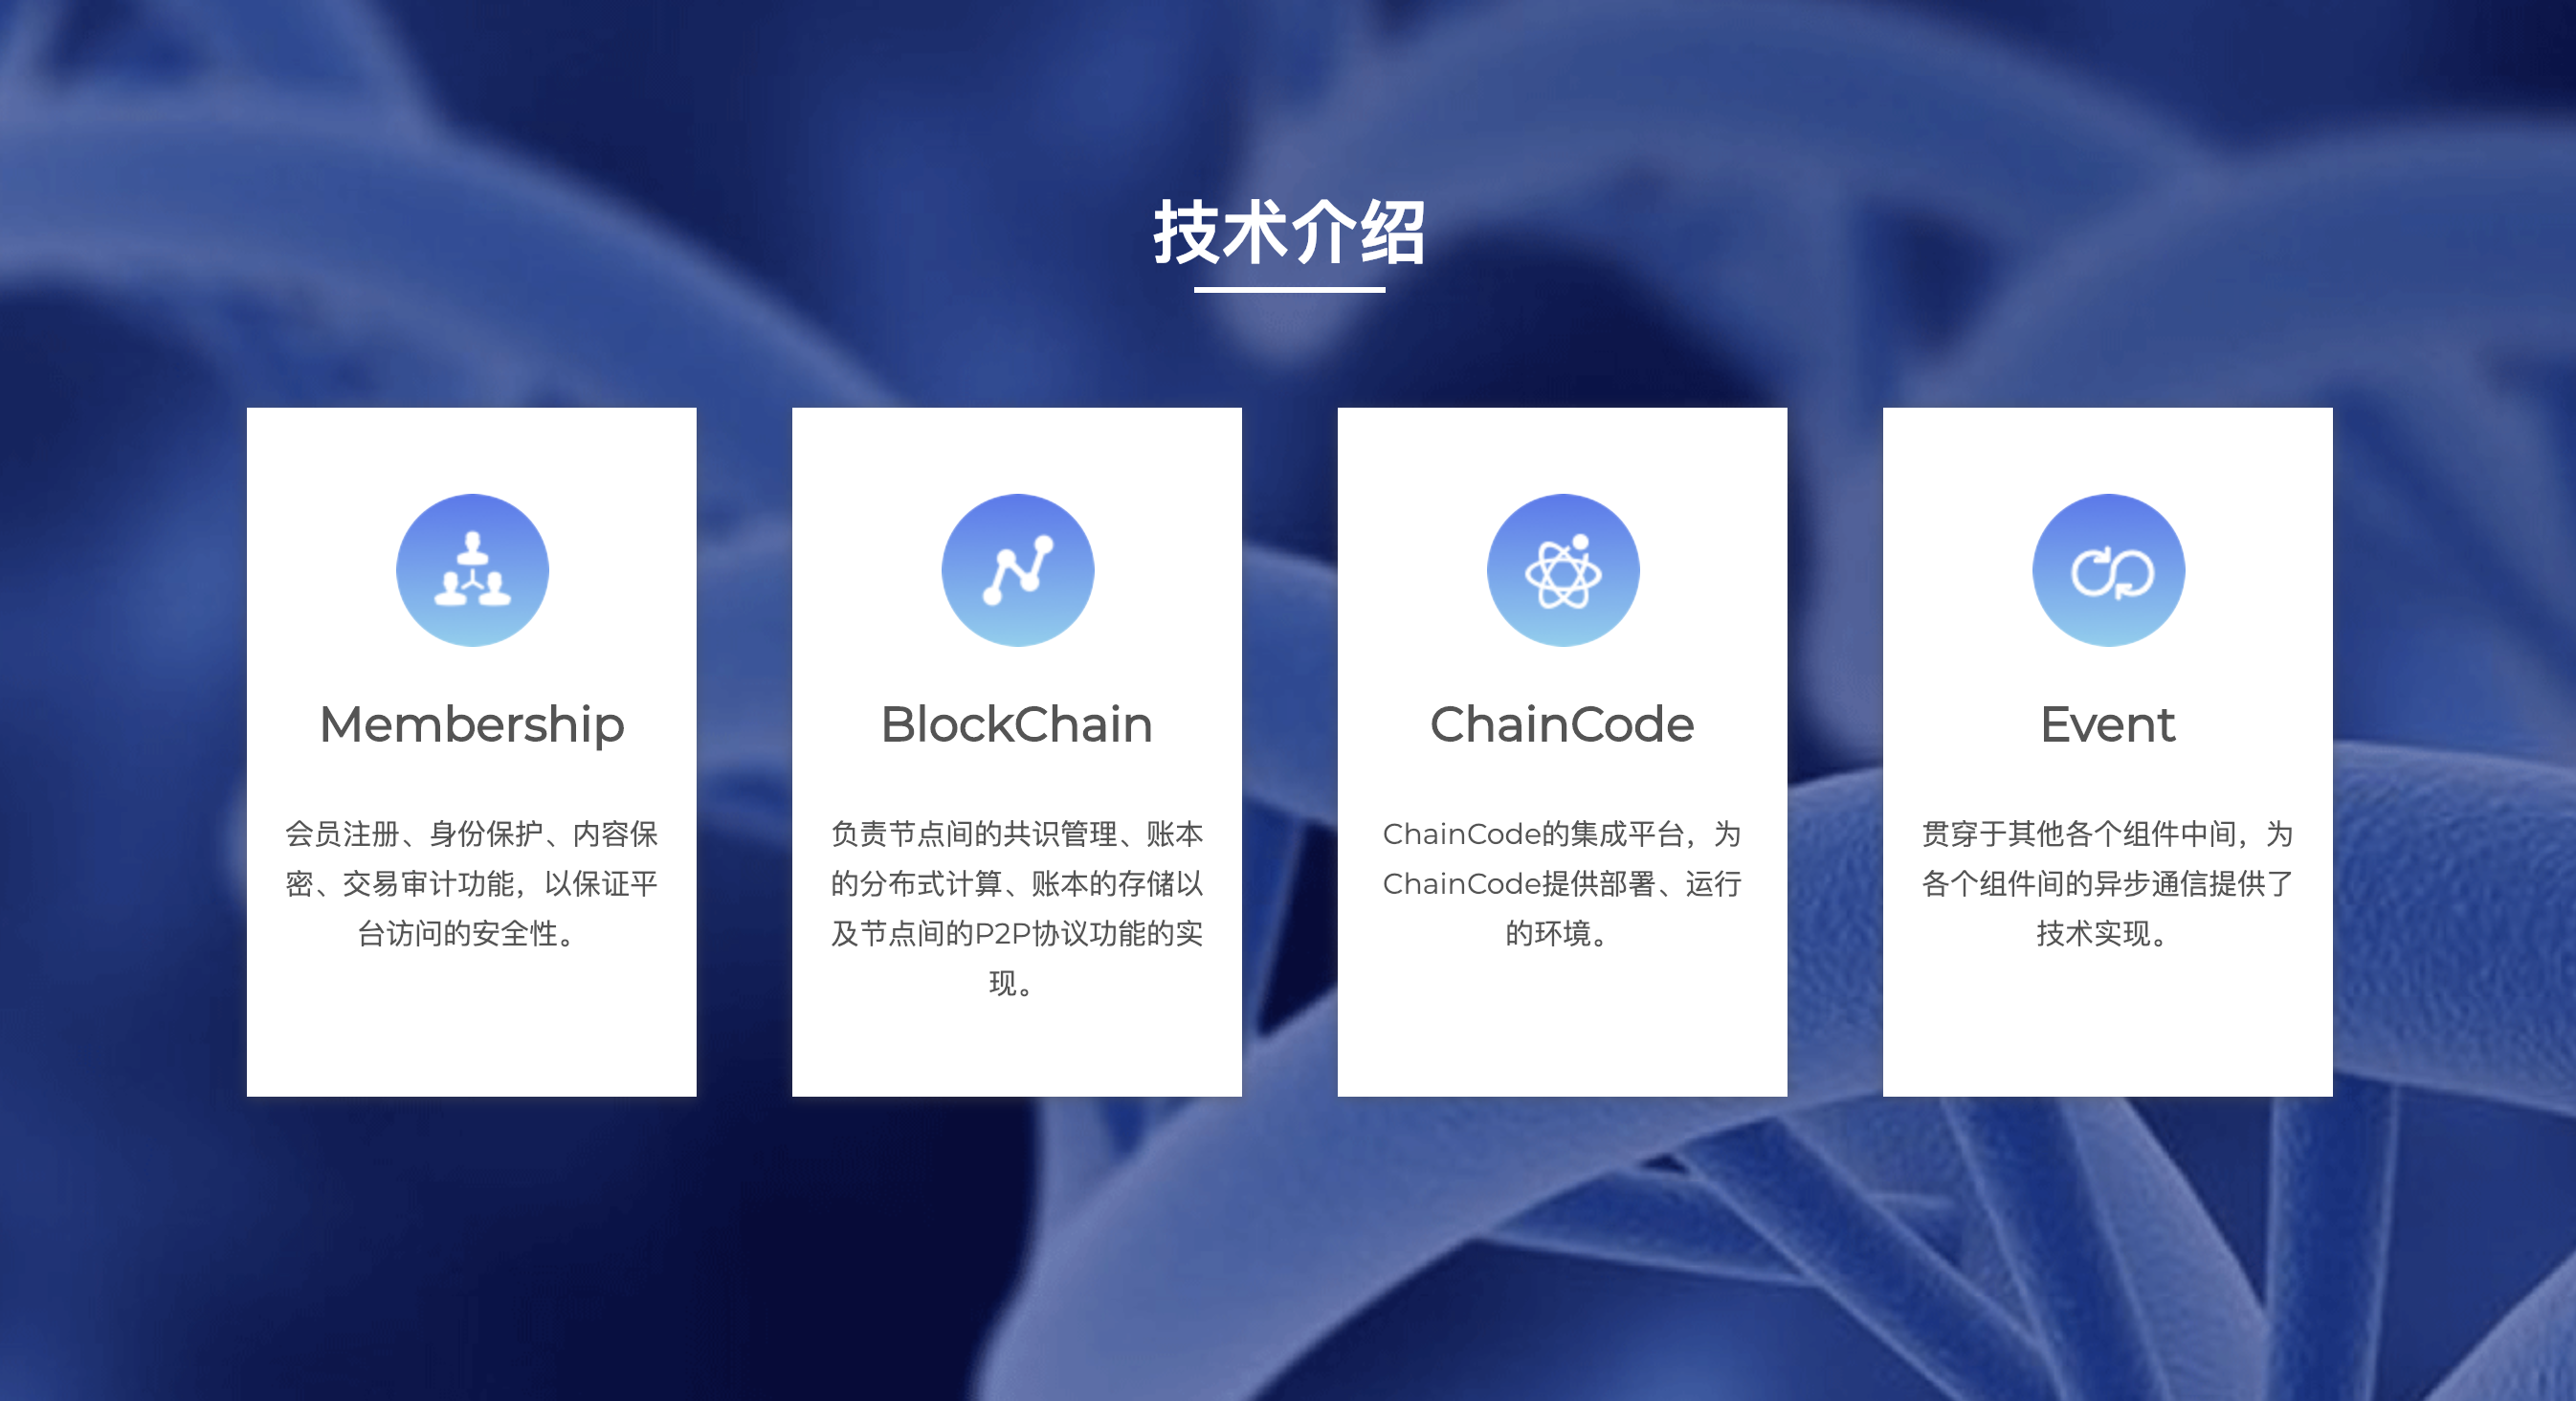 技术介绍
Membership
会员注册、身份保护、内容保
密、交易审计功能，以保证平
台访问的安全性。
BlockChain
负责节点间的共识管理、账本
的分布式计算、账本的存储以
及节点间的P2P协议功能的实
现。
ChainCode
ChainCode的集成平台，为
ChainCode提供部署、运行
的环境。
Event
贯穿于其他各个组件中间，为
各个组件间的异步通信提供了
技术实现。